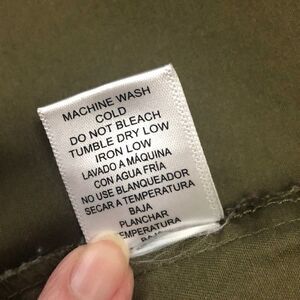 MACHINE WASH
COLD
DO NOT BLEACH
TUMBLE DRY LOW
IRON LOW
LAVADO A MÁQUINA
CON AGUA FRÍA
NO USE BLANQUEADOR
SECAR A TEMPERATURA
BAJA
PLANCHAR
TEMPERATURA